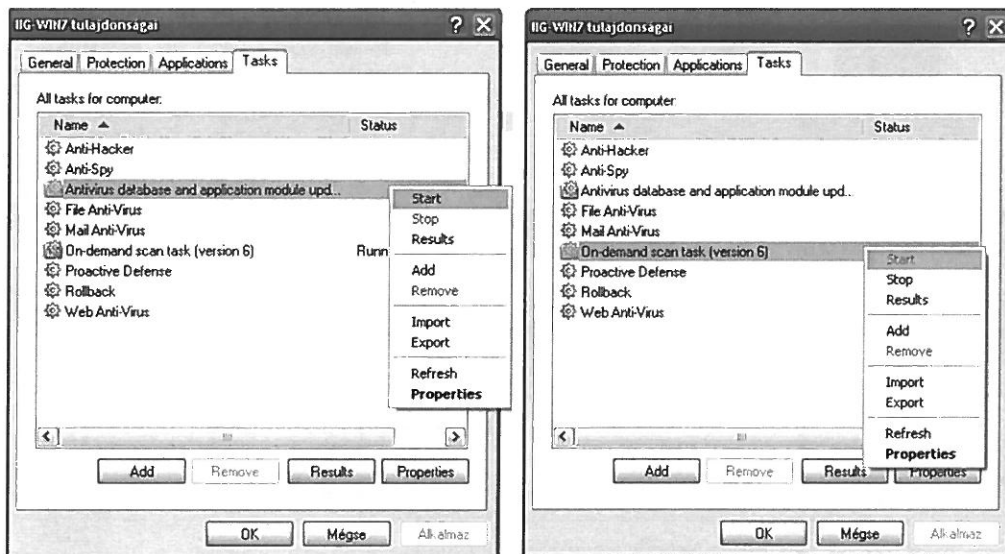 IIG-WIN7 tulajdonságai
General Protection Applications Tasks
All tasks for computer:
Name Status
Anti-Hacker
Anti-Spy
Antivirus database and application module upd...
File Anti-Virus
Mail Anti-Virus
On-demand scan task (version 6) Runn
Proactive Defense
Rollback
Web Anti-Virus
Start
Stop
Results
Add
Remove
Import
Export
Refresh
Properties
Add Remove Results Properties
OK Mégse Alkalmaz
IIG-WIN7 tulajdonságai
General Protection Applications Tasks
All tasks for computer:
Name Status
Anti-Hacker
Anti-Spy
Antivirus database and application module upd..
File Anti-Virus
Mail Anti-Virus
On-demand scan task (version 6)
Proactive Defense
Rollback
Web Anti-Virus
Start
Stop
Results
Add
Remove
Import
Export
Refresh
Properties
Add Remove Results Properties
OK Mégse Alkalmaz